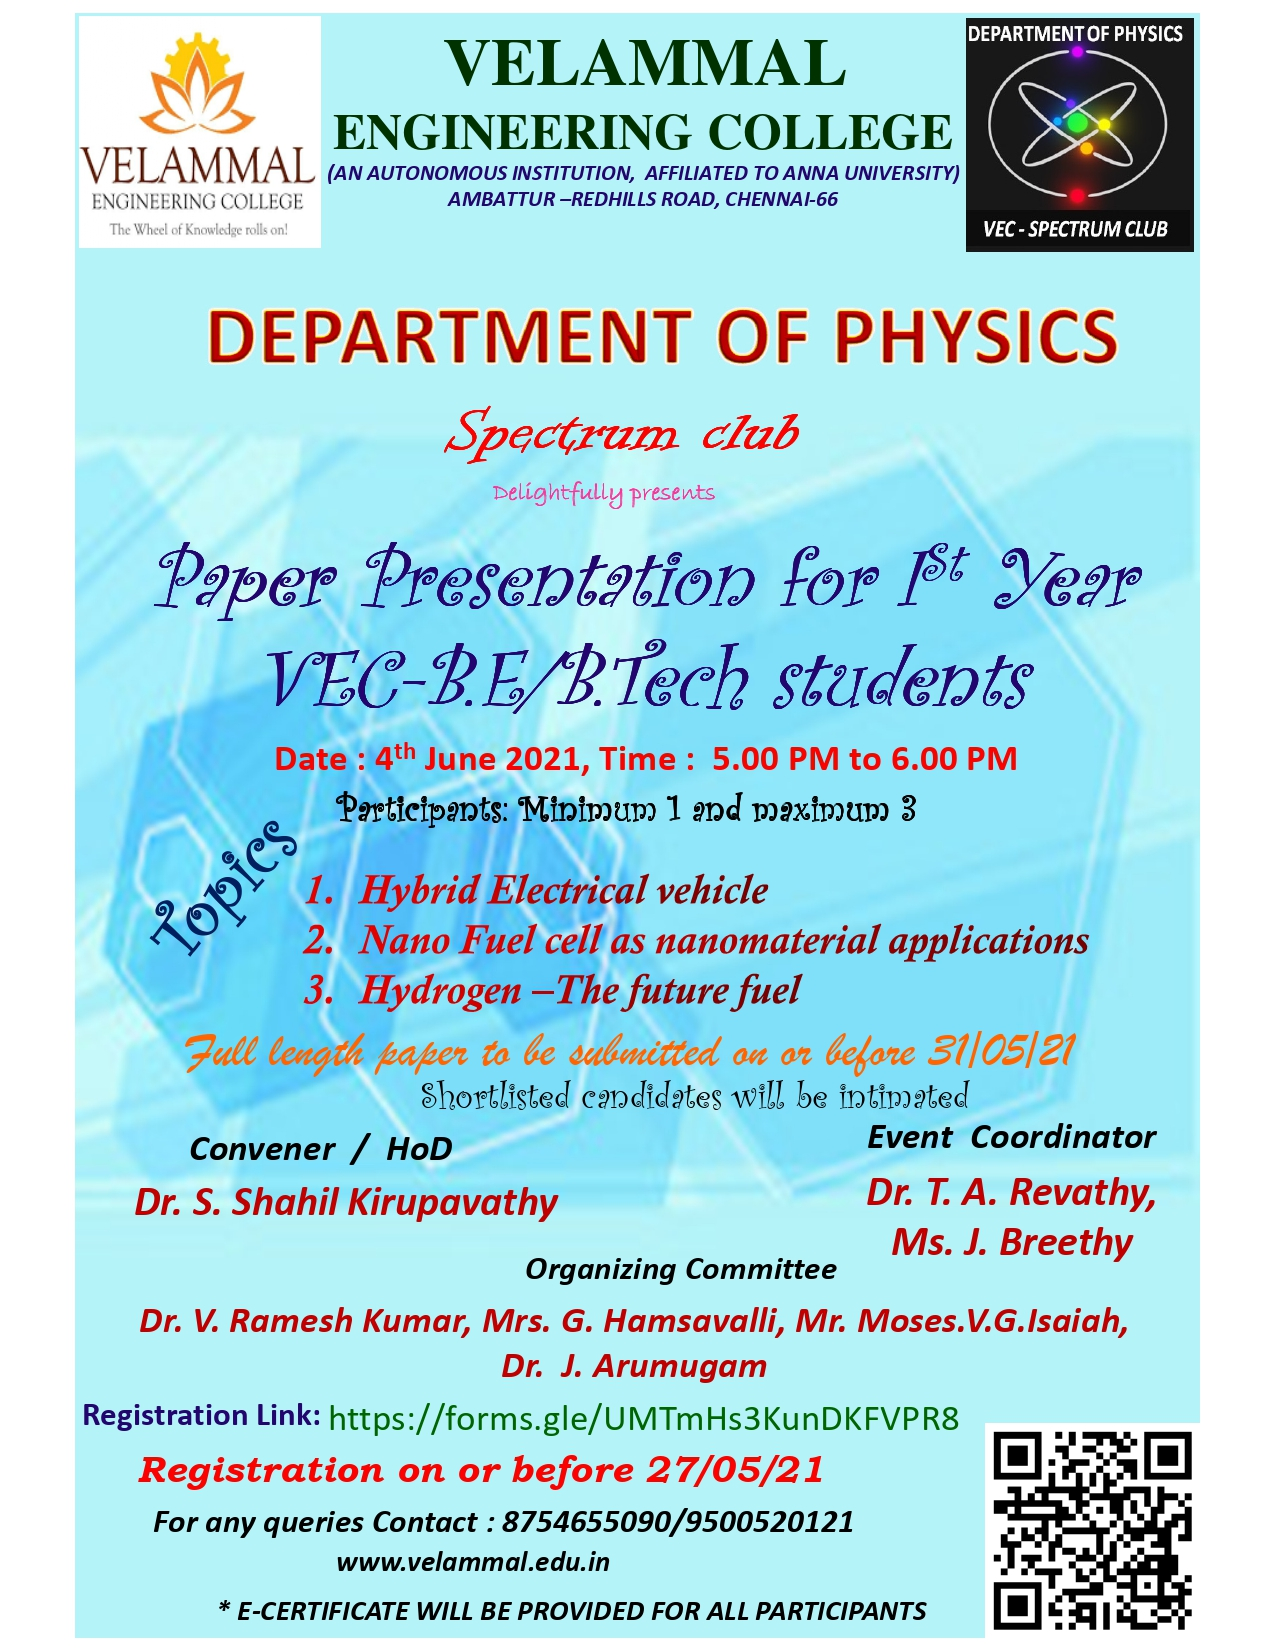 VELAMMAL
ENGINEERING COLLEGE
The Wheel of Knowledge rolls on!
VELAMMAL
ENGINEERING COLLEGE
(AN AUTONOMOUS INSTITUTION, AFFILIATED TO ANNA UNIVERSITY)
AMBATTUR –REDHILLS ROAD, CHENNAI-66
DEPARTMENT OF PHYSICS
VEC - SPECTRUM CLUB
DEPARTMENT OF PHYSICS
Spectrum club
Delightfully presents
Paper Presentation for Ist Year
VEC-B.E/B.Tech students
Date : 4th June 2021, Time : 5.00 PM to 6.00 PM
Participants: Minimum 1 and maximum 3
Topics
1. Hybrid Electrical vehicle
2. Nano Fuel cell as nanomaterial applications
3. Hydrogen –The future fuel
Full length paper to be submitted on or before 31/05/21
Shortlisted candidates will be intimated
Convener / HoD
Dr. S. Shahil Kirupavathy
Event Coordinator
Dr. T. A. Revathy,
Ms. J. Breethy
Organizing Committee
Dr. V. Ramesh Kumar, Mrs. G. Hamsavalli, Mr. Moses.V.G.Isaiah,
Dr. J. Arumugam
Registration Link: https://forms.gle/UMTmHs3KunDKFVPR8
Registration on or before 27/05/21
For any queries Contact : 8754655090/9500520121
www.velammal.edu.in
* E-CERTIFICATE WILL BE PROVIDED FOR ALL PARTICIPANTS